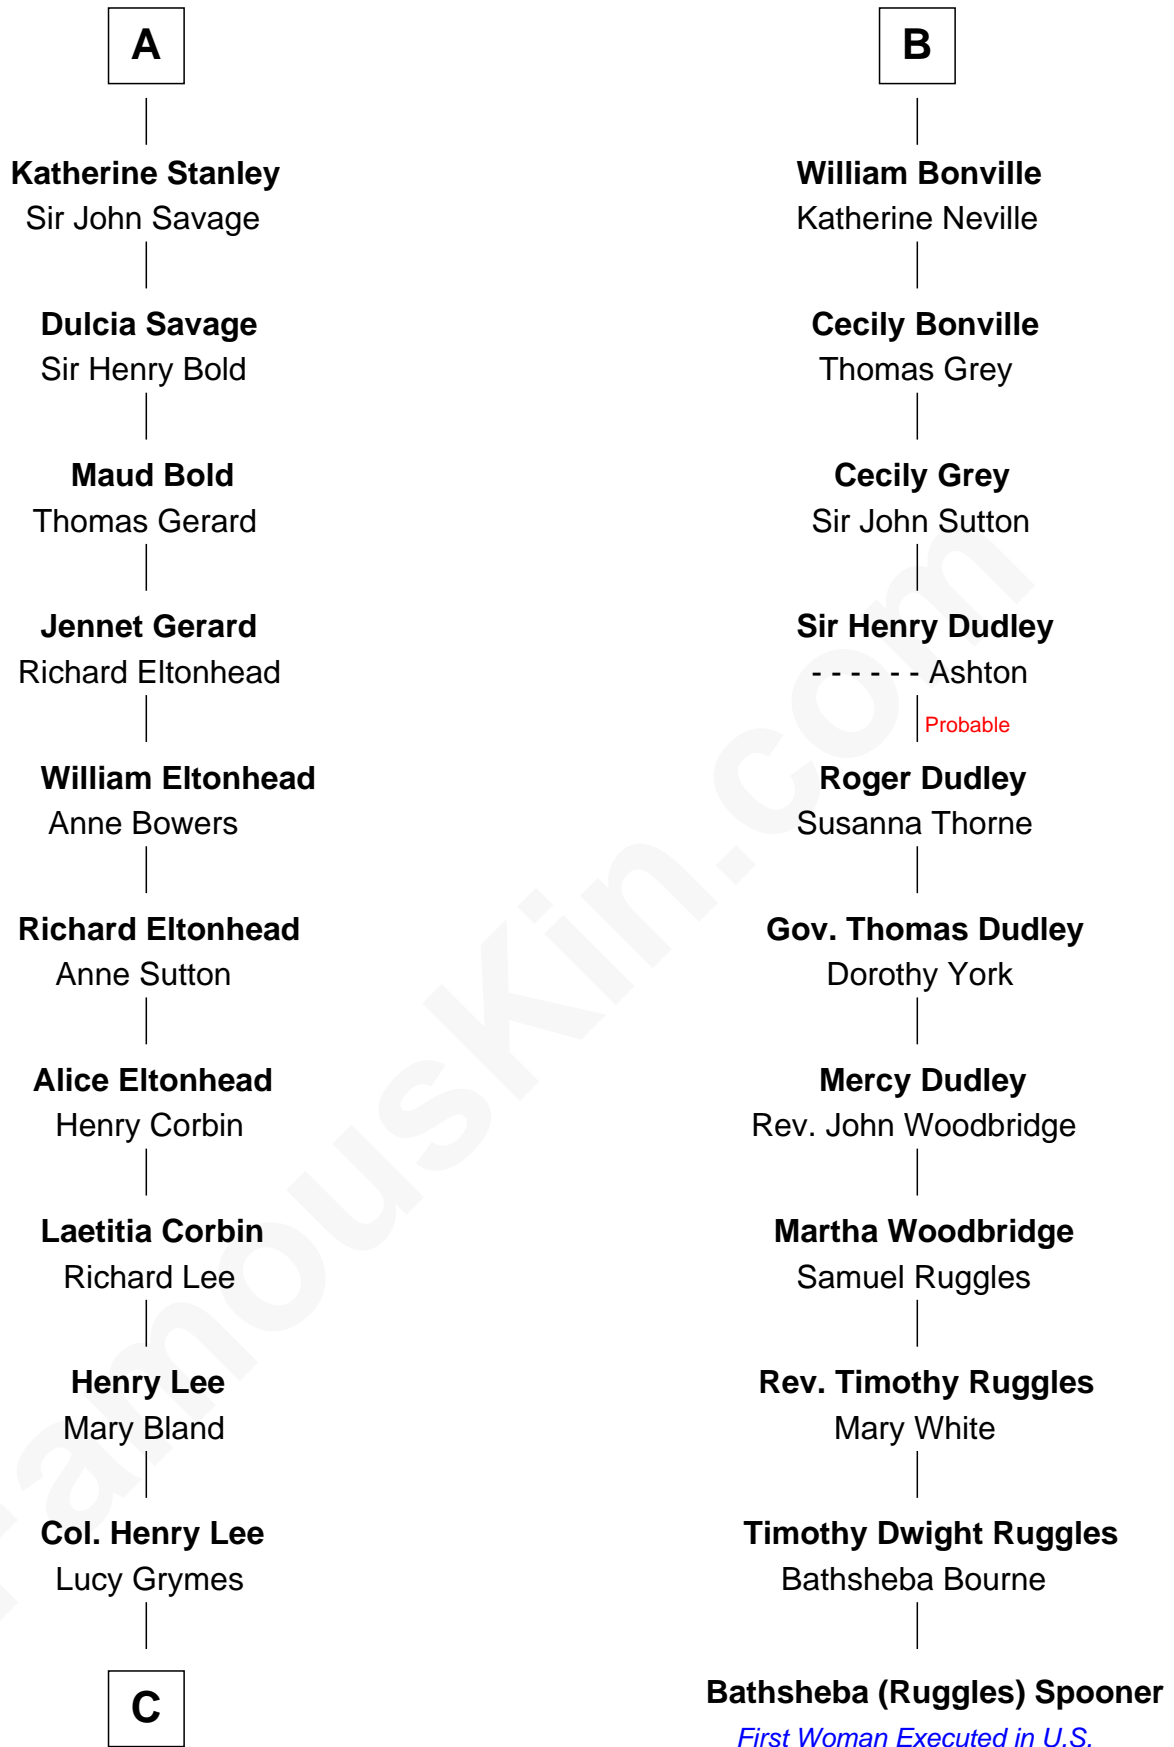 A
Katherine Stanley
Sir John Savage
Dulcia Savage
Sir Henry Bold
Maud Bold
Thomas Gerard
Jennet Gerard
Richard Eltonhead
William Eltonhead
Anne Bowers
Richard Eltonhead
Anne Sutton
Alice Eltonhead
Henry Corbin
Laetitia Corbin
Richard Lee
Henry Lee
Mary Bland
Col. Henry Lee
Lucy Grymes
C
B
William Bonville
Katherine Neville
Cecily Bonville
Thomas Grey
Cecily Grey
Sir John Sutton
Sir Henry Dudley
- - - - - - Ashton
Probable
Roger Dudley
Susanna Thorne
Gov. Thomas Dudley
Dorothy York
Mercy Dudley
Rev. John Woodbridge
Martha Woodbridge
Samuel Ruggles
Rev. Timothy Ruggles
Mary White
Timothy Dwight Ruggles
Bathsheba Bourne
Bathsheba (Ruggles) Spooner
First Woman Executed in U.S.
FamousKin.com